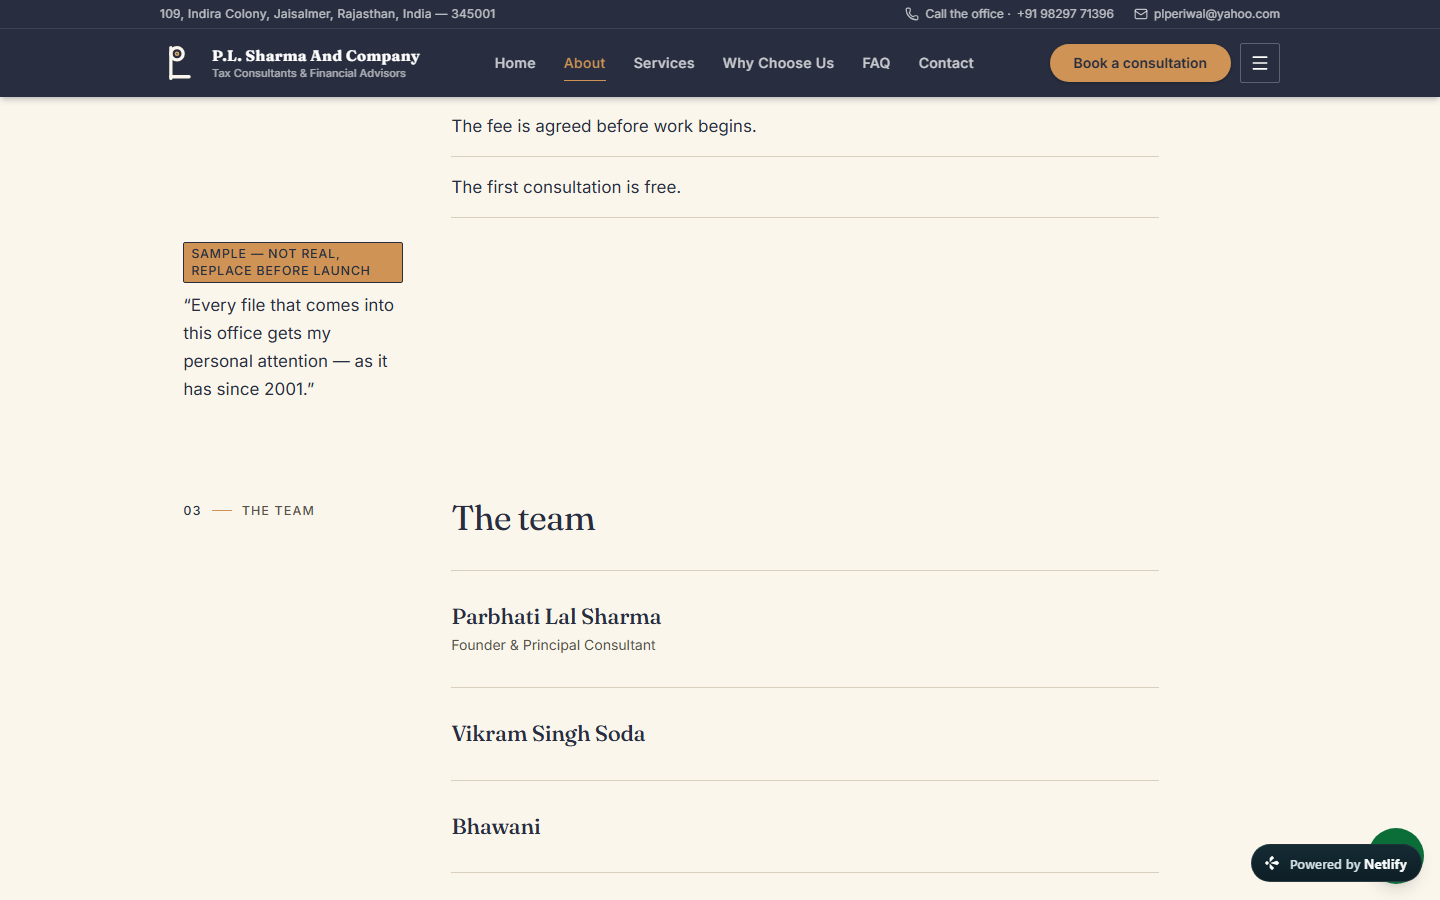 109, Indira Colony, Jaisalmer, Rajasthan, India — 345001
Call the office · +91 98297 71396
plperiwal@yahoo.com
P.L. Sharma And Company
Tax Consultants & Financial Advisors
Home
About
Services
Why Choose Us
FAQ
Contact
Book a consultation
The fee is agreed before work begins.
The first consultation is free.
SAMPLE — NOT REAL,
REPLACE BEFORE LAUNCH
“Every file that comes into
this office gets my
personal attention — as it
has since 2001.”
03 — THE TEAM
The team
Parbhati Lal Sharma
Founder & Principal Consultant
Vikram Singh Soda
Bhawani
Powered by Netlify